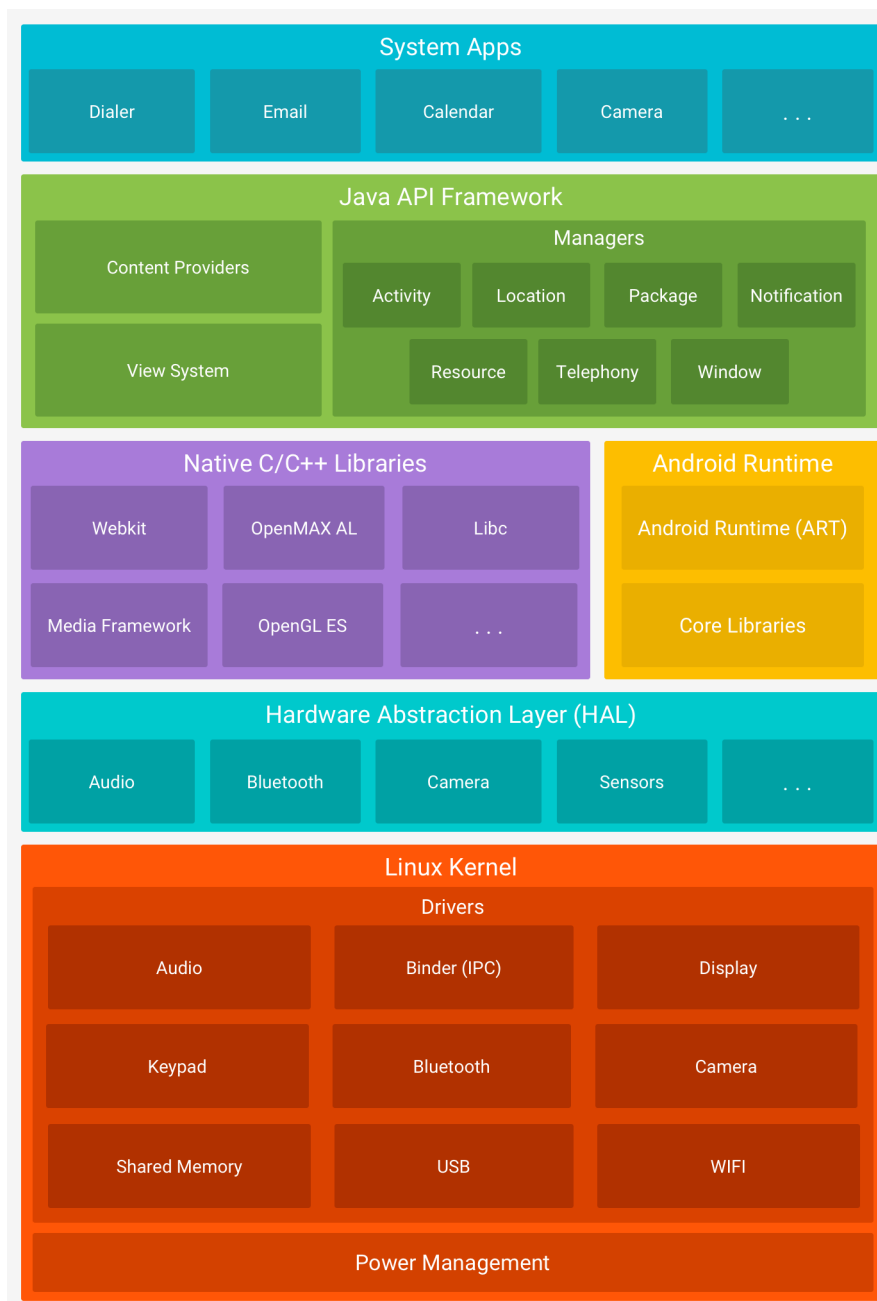 System Apps
Dialer
Email
Calendar
Camera
. . .
Java API Framework
Content Providers
View System
Managers
Activity
Location
Package
Notification
Resource
Telephony
Window
Native C/C++ Libraries
Webkit
OpenMAX AL
Libc
Media Framework
OpenGL ES
. . .
Android Runtime
Android Runtime (ART)
Core Libraries
Hardware Abstraction Layer (HAL)
Audio
Bluetooth
Camera
Sensors
. . .
Linux Kernel
Drivers
Audio
Binder (IPC)
Display
Keypad
Bluetooth
Camera
Shared Memory
USB
WIFI
Power Management